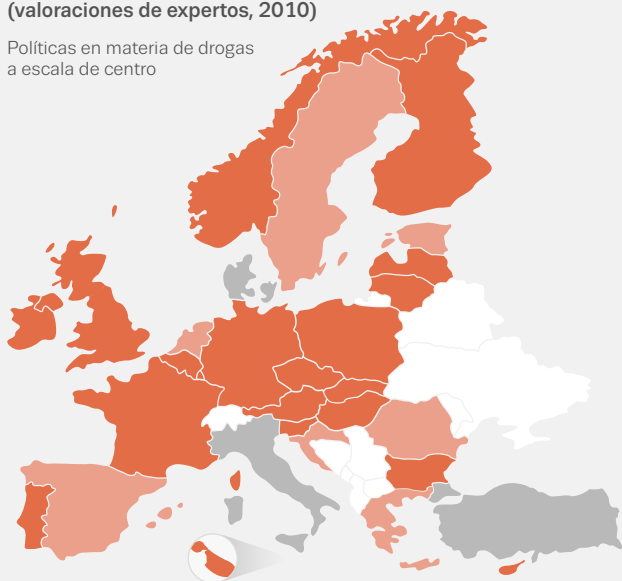 (valoraciones de expertos, 2010)
Políticas en materia de drogas
a escala de centro